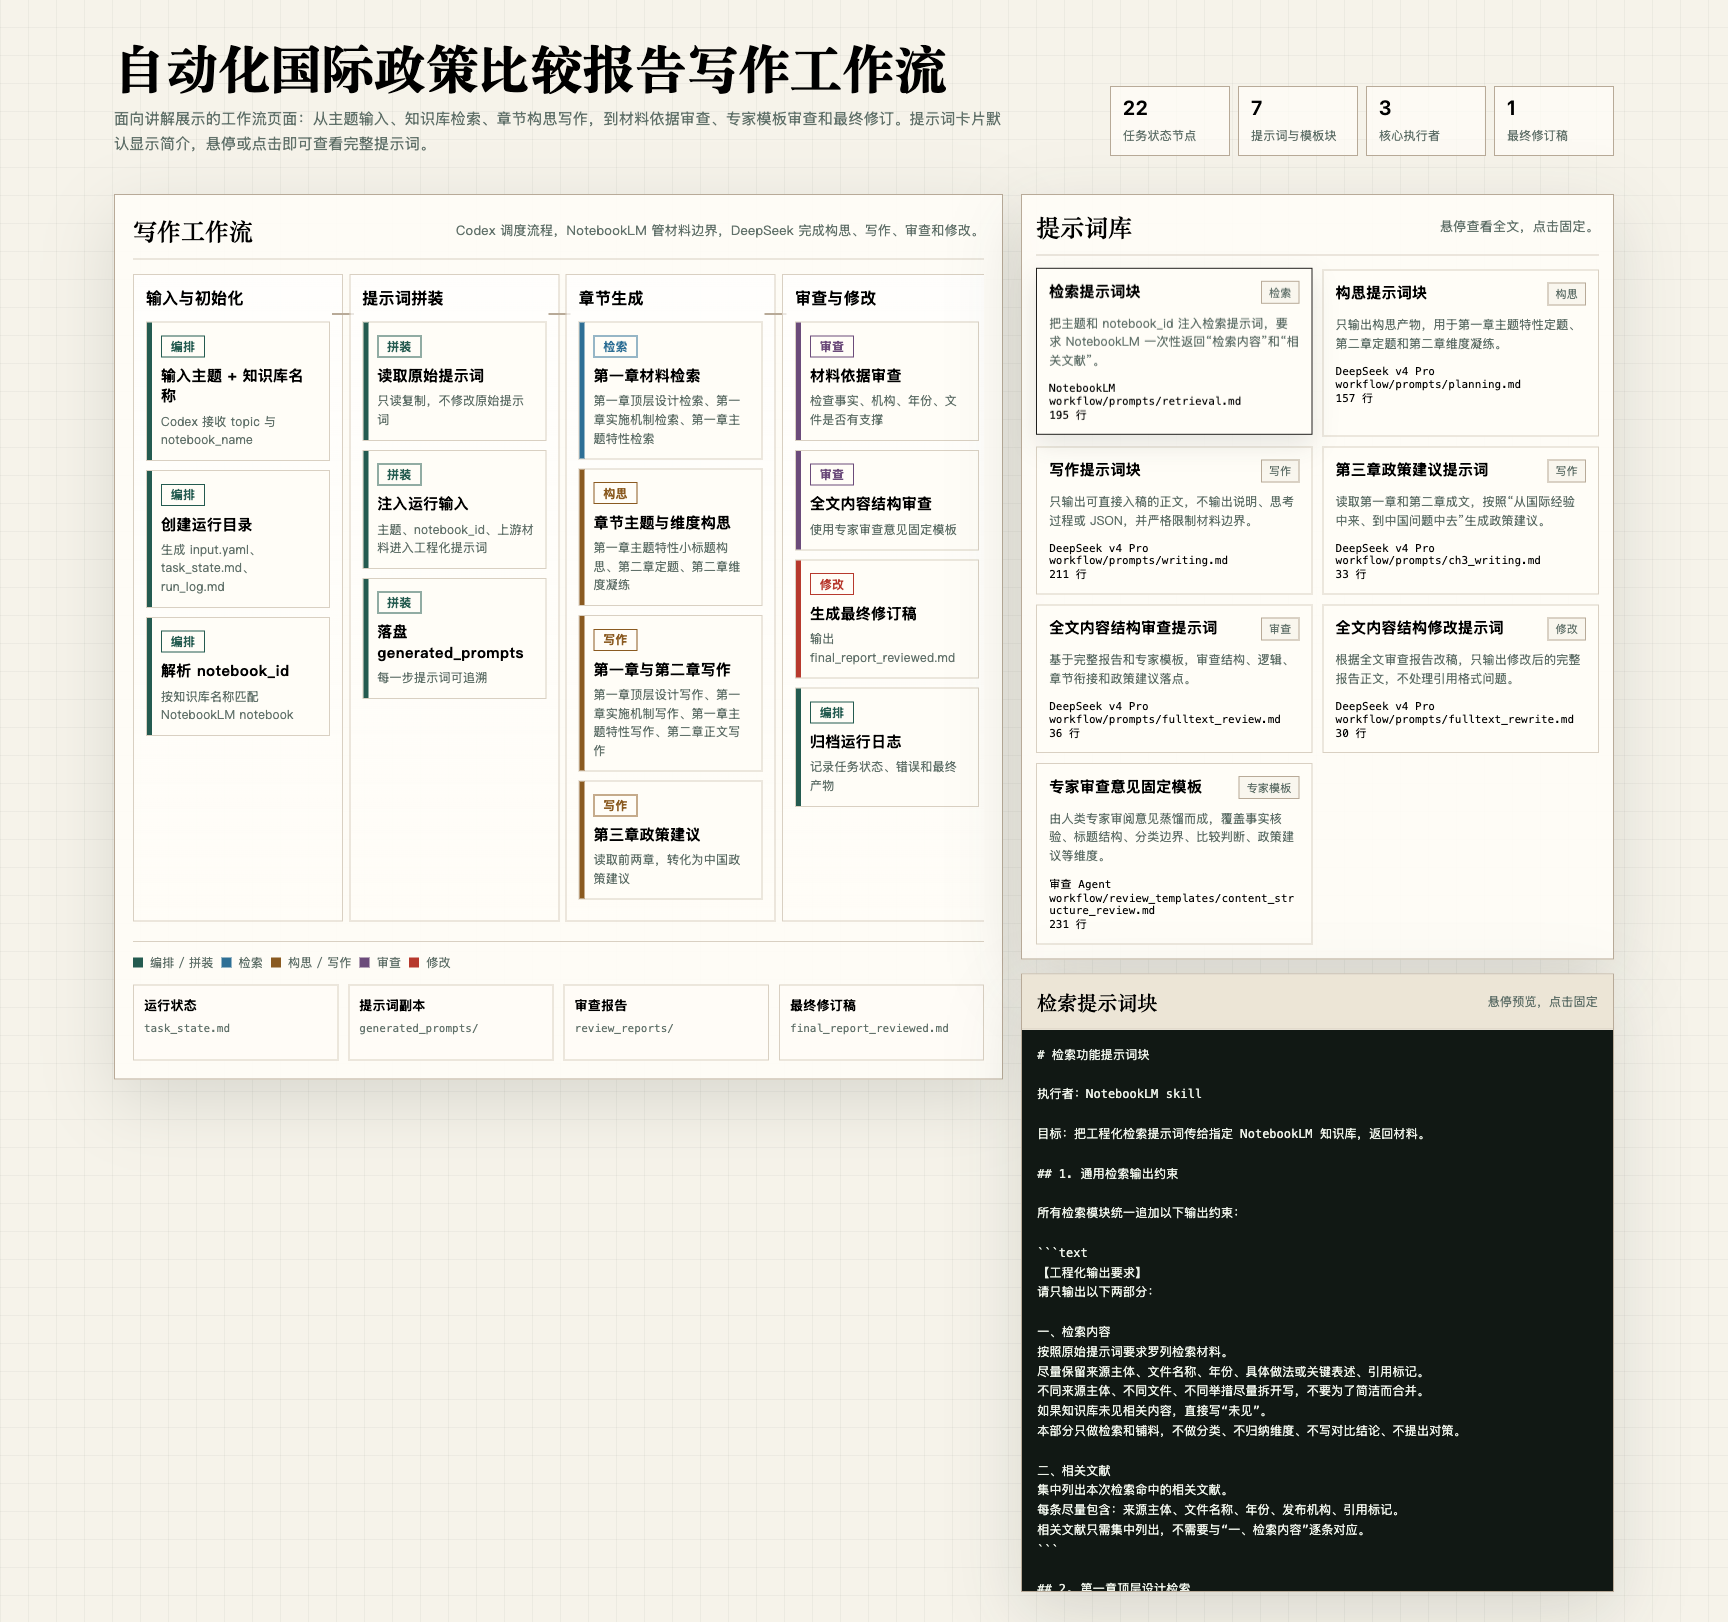 自动化国际政策比较报告写作工作流
面向讲解展示的工作流页面：从主题输入、知识库检索、章节构思写作，到材料依据审查、专家模板审查和最终修订。提示词卡片默
认显示简介，悬停或点击即可查看完整提示词。
22
任务状态节点
7
提示词与模板块
3
核心执行者
1
最终修订稿
写作工作流
Codex 调度流程，NotebookLM 管材料边界，DeepSeek 完成构思、写作、审查和修改。
输入与初始化
编排
输入主题 + 知识库名
称
Codex 接收 topic 与
notebook_name
编排
创建运行目录
生成 input.yaml、
task_state.md、
run_log.md
编排
解析 notebook_id
按知识库名称匹配
NotebookLM notebook
提示词拼装
拼装
读取原始提示词
只读复制，不修改原始提示
词
拼装
注入运行输入
主题、notebook_id、上游材
料进入工程化提示词
拼装
落盘
generated_prompts
每一步提示词可追溯
章节生成
检索
第一章材料检索
第一章顶层设计检索、第一
章实施机制检索、第一章主
题特性检索
构思
章节主题与维度构思
第一章主题特性小标题构
思、第二章定题、第二章维
度凝练
写作
第一章与第二章写作
第一章顶层设计写作、第一
章实施机制写作、第一章主
题特性写作、第二章正文写
作
写作
第三章政策建议
读取前两章，转化为中国政
策建议
审查与修改
审查
材料依据审查
检查事实、机构、年份、文
件是否有支撑
审查
全文内容结构审查
使用专家审查意见固定模板
修改
生成最终修订稿
输出
final_report_reviewed.md
编排
归档运行日志
记录任务状态、错误和最终
产物
编排 / 拼装
检索
构思 / 写作
审查
修改
运行状态
task_state.md
提示词副本
generated_prompts/
审查报告
review_reports/
最终修订稿
final_report_reviewed.md
提示词库
悬停查看全文，点击固定。
检索提示词块
检索
把主题和 notebook_id 注入检索提示词，要
求 NotebookLM 一次性返回“检索内容”和“相
关文献”。
NotebookLM
workflow/prompts/retrieval.md
195 行
构思提示词块
构思
只输出构思产物，用于第一章主题特性定题、
第二章定题和第二章维度凝练。
DeepSeek v4 Pro
workflow/prompts/planning.md
157 行
写作提示词块
写作
只输出可直接入稿的正文，不输出说明、思考
过程或 JSON，并严格限制材料边界。
DeepSeek v4 Pro
workflow/prompts/writing.md
211 行
第三章政策建议提示词
写作
读取第一章和第二章成文，按照“从国际经验
中来、到中国问题中去”生成政策建议。
DeepSeek v4 Pro
workflow/prompts/ch3_writing.md
33 行
全文内容结构审查提示词
审查
基于完整报告和专家模板，审查结构、逻辑、
章节衔接和政策建议落点。
DeepSeek v4 Pro
workflow/prompts/fulltext_review.md
36 行
全文内容结构修改提示词
修改
根据全文审查报告改稿，只输出修改后的完整
报告正文，不处理引用格式问题。
DeepSeek v4 Pro
workflow/prompts/fulltext_rewrite.md
30 行
专家审查意见固定模板
专家模板
由人类专家审阅意见蒸馏而成，覆盖事实核
验、标题结构、分类边界、比较判断、政策建
议等维度。
审查 Agent
workflow/review_templates/content_str
ucture_review.md
231 行
检索提示词块
悬停预览，点击固定
# 检索功能提示词块
执行者：NotebookLM skill
目标：把工程化检索提示词传给指定 NotebookLM 知识库，返回材料。
## 1. 通用检索输出约束
所有检索模块统一追加以下输出约束：
```text
【工程化输出要求】
请只输出以下两部分：
一、检索内容
按照原始提示词要求罗列检索材料。
尽量保留来源主体、文件名称、年份、具体做法或关键表述、引用标记。
不同来源主体、不同文件、不同举措尽量拆开写，不要为了简洁而合并。
如果知识库未见相关内容，直接写“未见”。
本部分只做检索和铺料，不做分类、不归纳维度、不写对比结论、不提出对策。
二、相关文献
集中列出本次检索命中的相关文献。
每条尽量包含：来源主体、文件名称、年份、发布机构、引用标记。
相关文献只需集中列出，不需要与“一、检索内容”逐条对应。
```
## 2. 第一章顶层设计检索